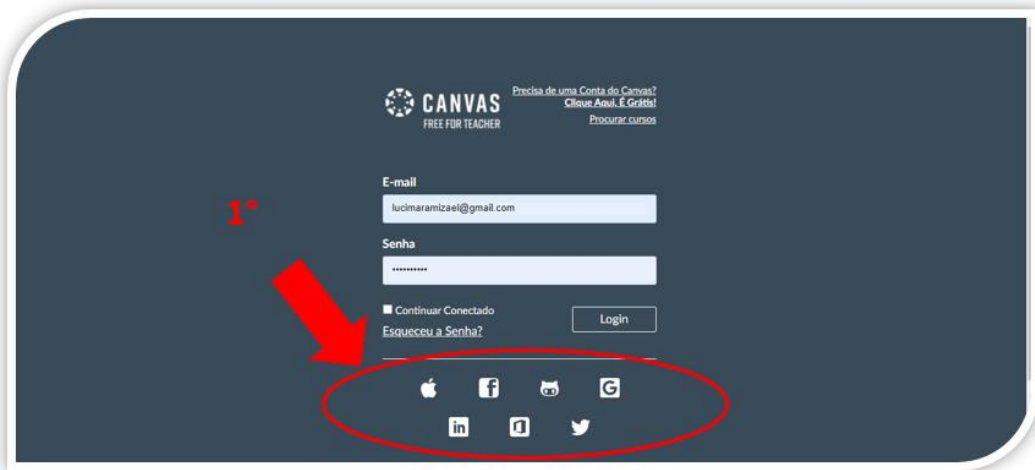 CANVAS
FREE FOR TEACHER
Precisa de uma Conta do Canvas?
Clique Aqui, É Grátis!
Procurar cursos
1°
E-mail
lucimaramizael@gmail.com
Senha
••••••••••
Continuar Conectado
Login
Esqueceu a Senha?
f
G
in